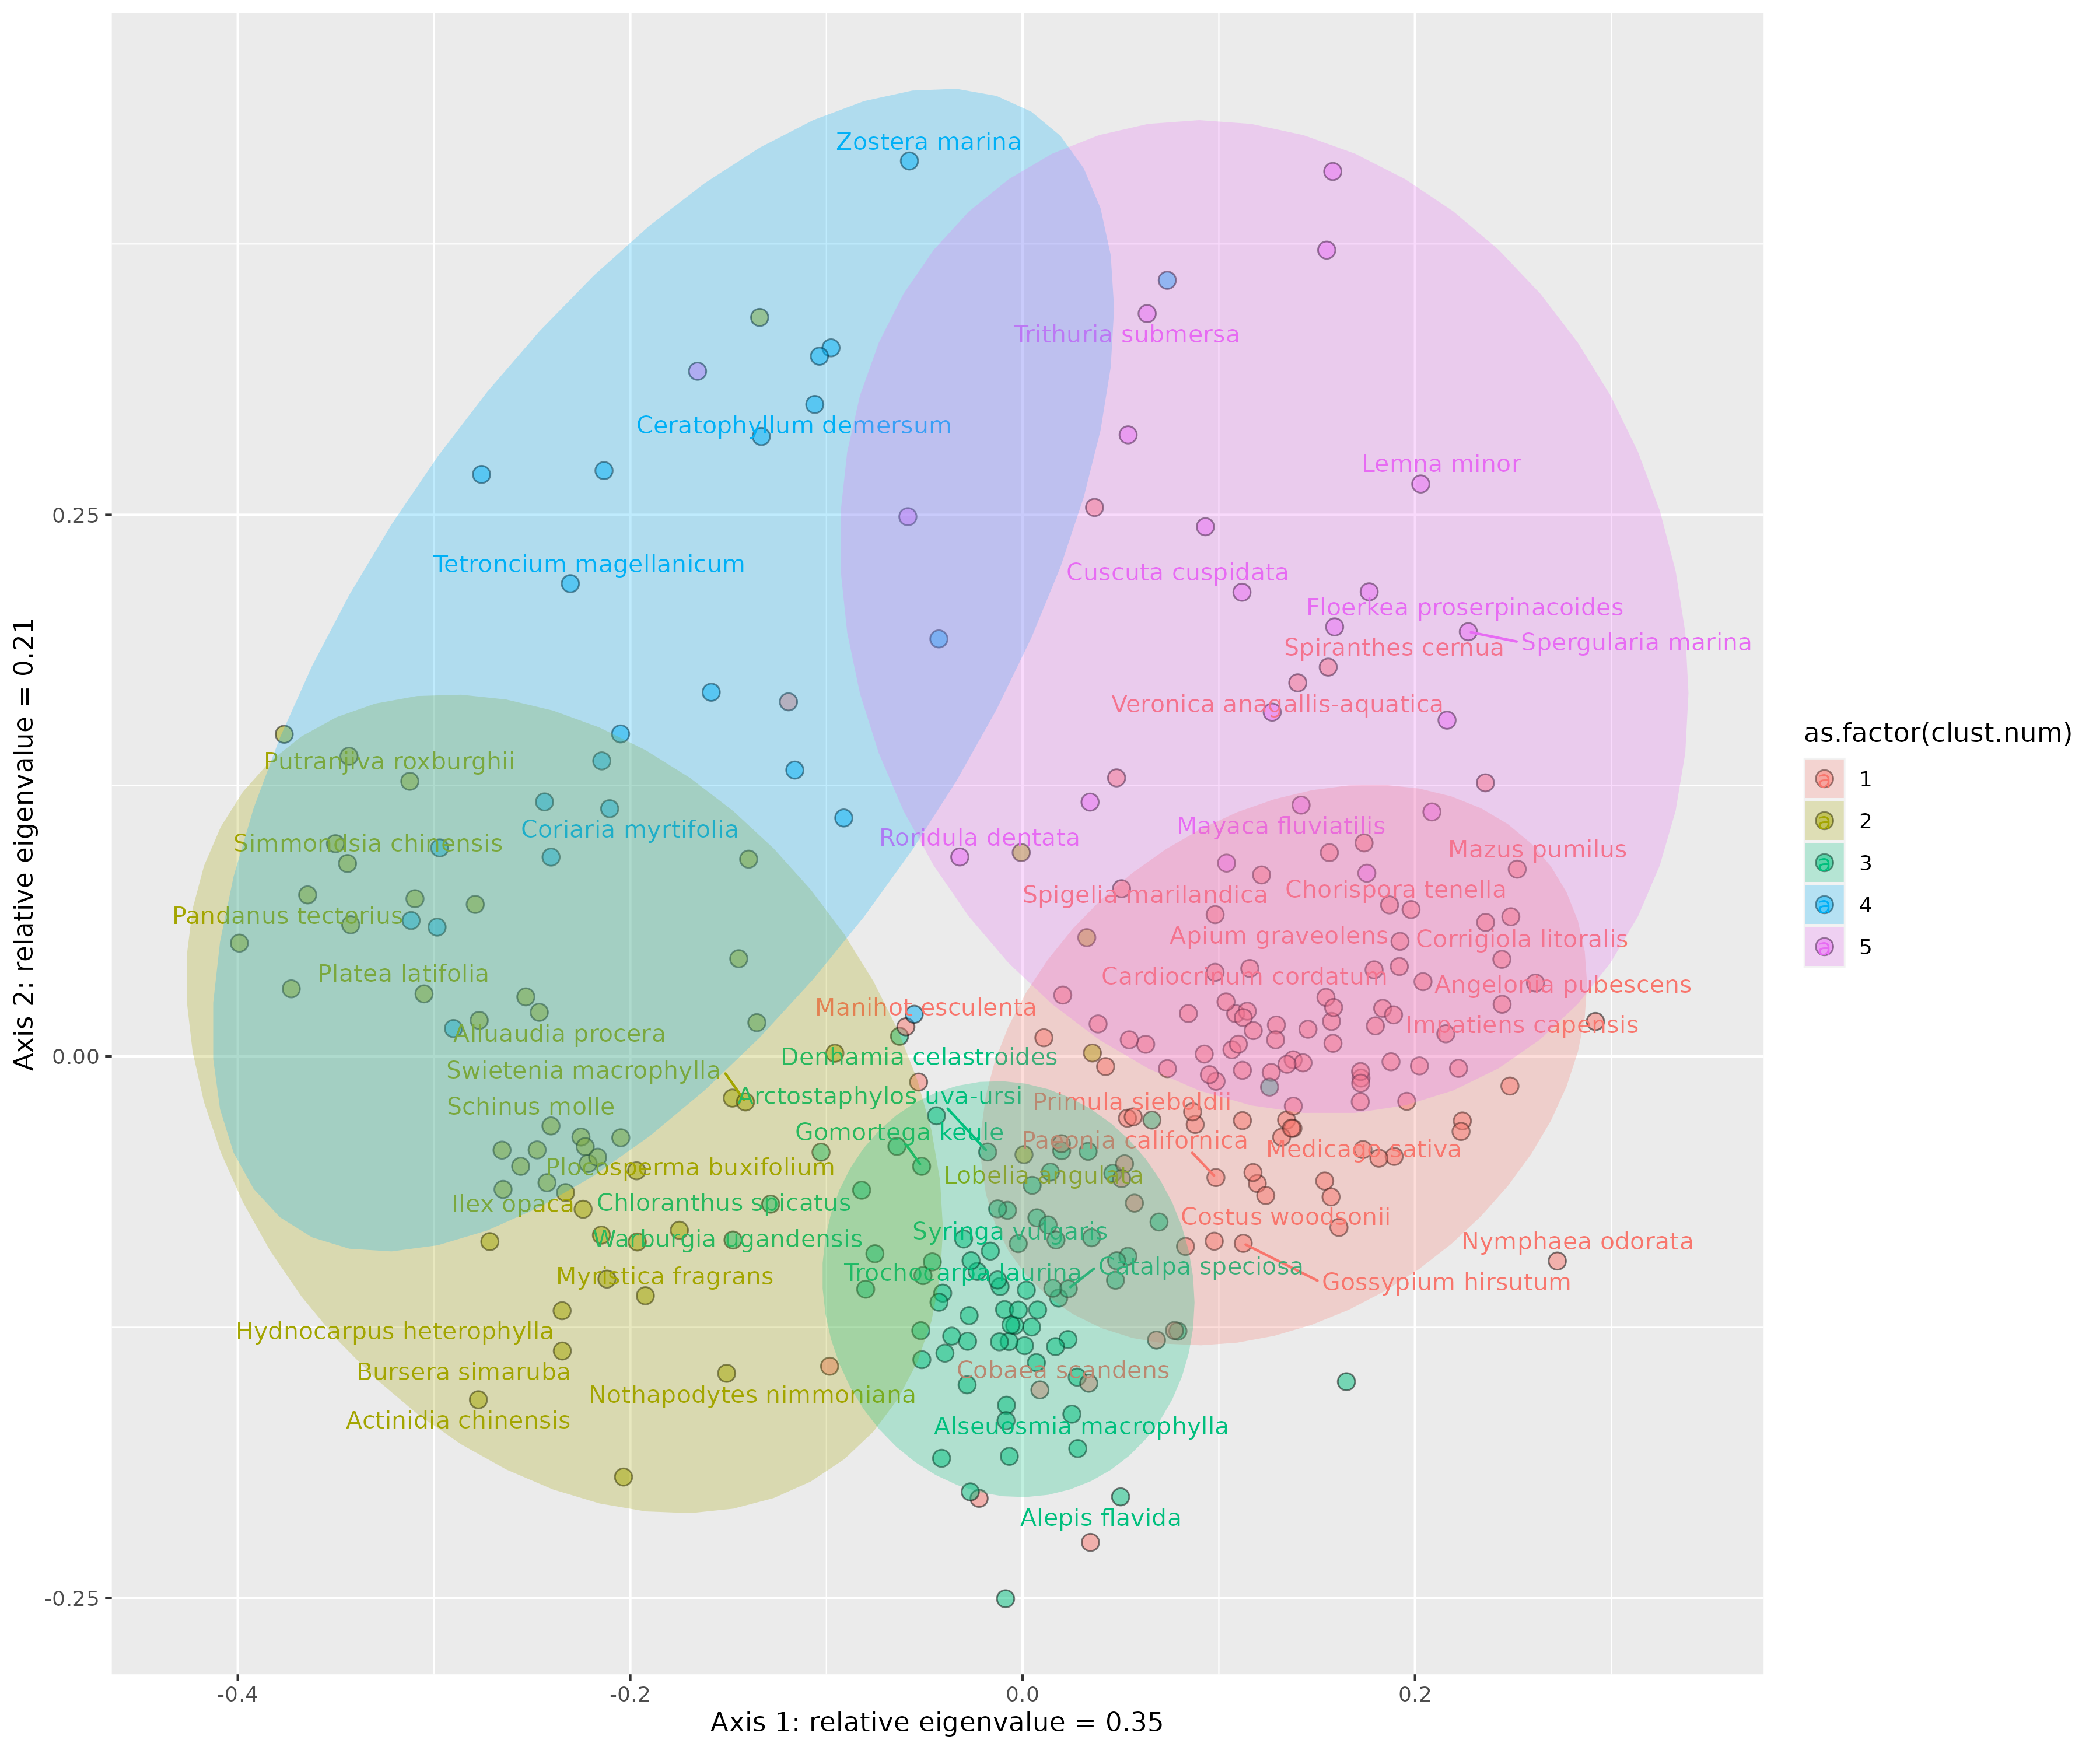 Zostera marina
Trithuria submersa
Ceratophyllum demersum
Lemna minor
0.25
Tetroncium magellanicum
Cuscuta cuspidata
Floerkea proserpinacoides
Spergularia marina
Spiranthes cernua
Veronica anagallis-aquatica
Putranjiva roxburghii
Coriaria myrtifolia
Roridula dentata
Mayaca fluviatilis
Simmondsia chinensis
Mazus pumilus
Spigelia marilandica
Chorispora tenella
Pandanus tectorius
Apium graveolens
Corrigiola litoralis
Platea latifolia
Cardiocrinum cordatum
Angelonia pubescens
Manihot esculenta
Impatiens capensis
Alluaudia procera
0.00
Denhamia celastroides
Swietenia macrophylla
Arctostaphylos uva-ursi
Primula sieboldii
Schinus molle
Gomortega keule
Paeonia californica
Medicago sativa
Plocosperma buxifolium
Lobelia angulata
Ilex opaca
Chloranthus spicatus
Costus woodsonii
Syringa vulgaris
Warburgia ugandensis
Nymphaea odorata
Trochocarpa laurina
Catalpa speciosa
Myristica fragrans
Gossypium hirsutum
Hydnocarpus heterophylla
Bursera simaruba
Cobaea scandens
Nothapodytes nimmoniana
Actinidia chinensis
Alseuosmia macrophylla
Alepis flavida
-0.25
-0.4
-0.2
0.0
0.2
Axis 1: relative eigenvalue = 0.35
Axis 2: relative eigenvalue = 0.21
as.factor(clust.num)
a 1
a 2
a 3
a 4
a 5